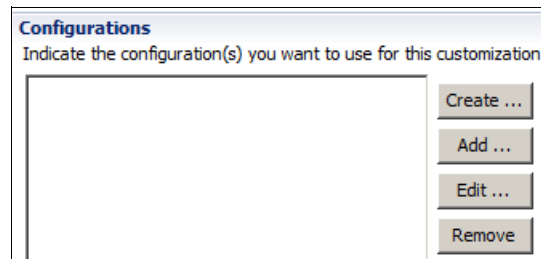 Configurations
Indicate the configuration(s) you want to use for this customization
Create ...
Add ...
Edit ...
Remove